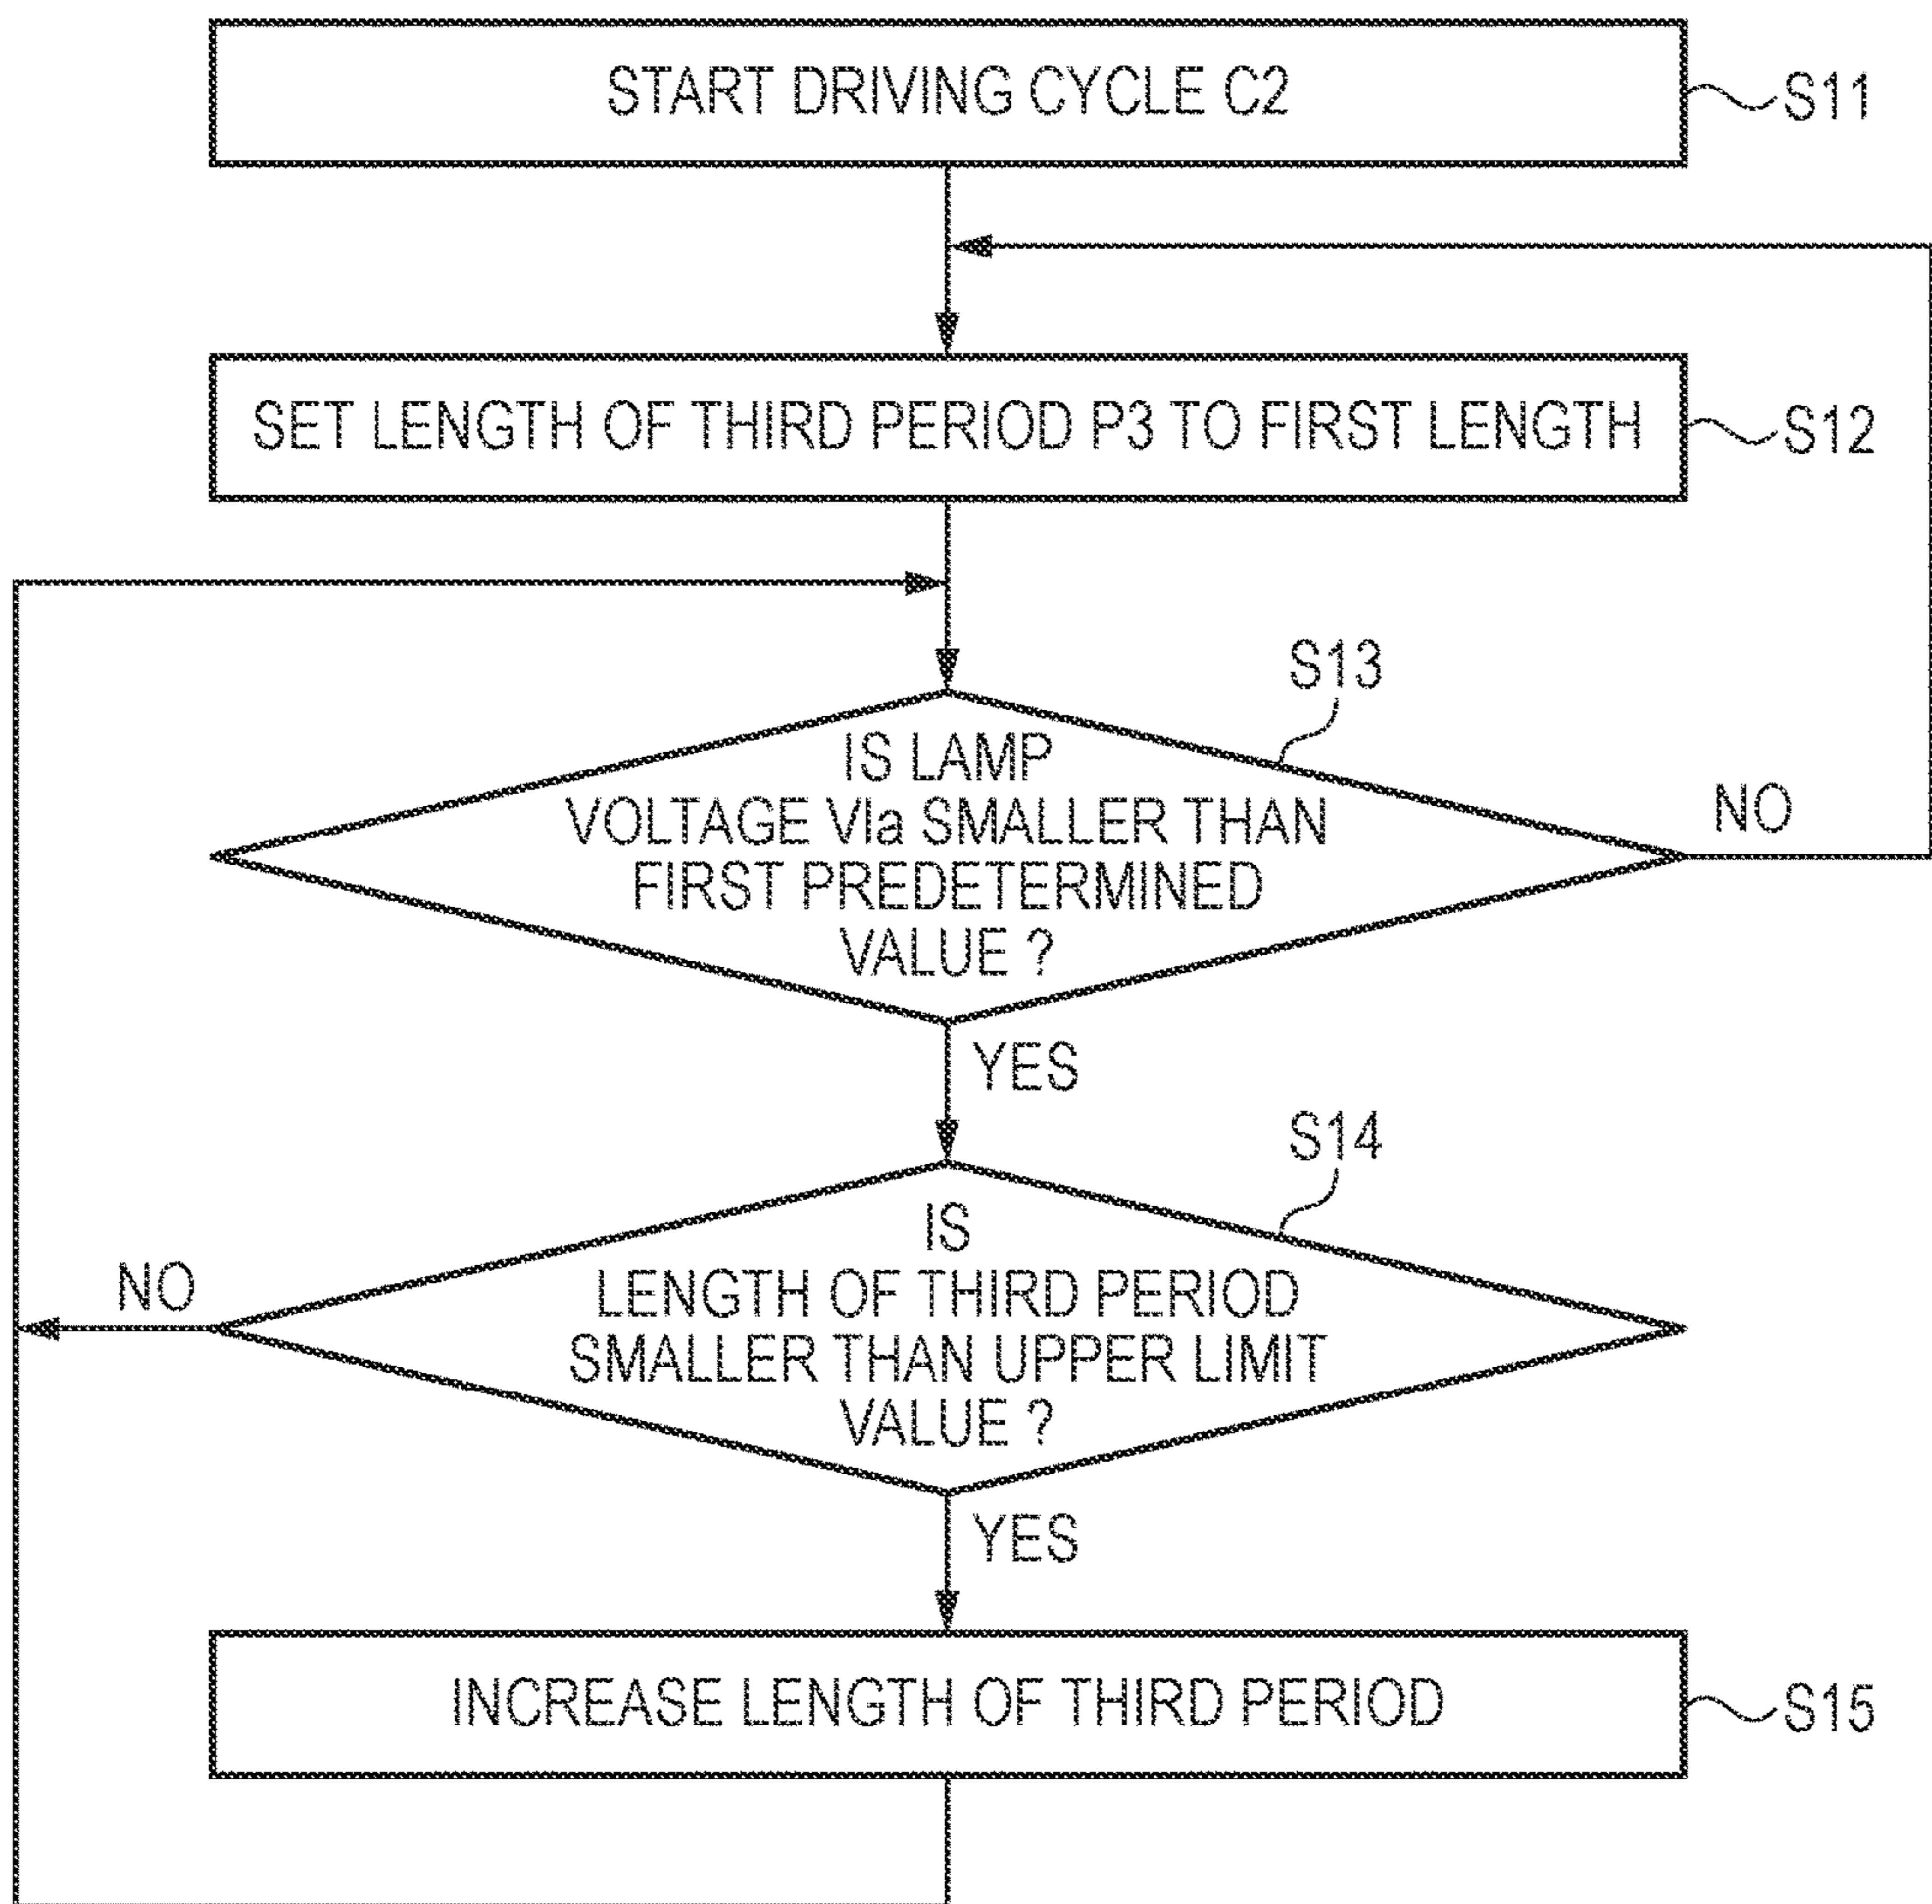 START DRIVING CYCLE C2
S11
SET LENGTH OF THIRD PERIOD P3 TO FIRST LENGTH
S12
S13
IS LAMP
VOLTAGE Vla SMALLER THAN
FIRST PREDETERMINED
VALUE ?
NO
YES
S14
IS
LENGTH OF THIRD PERIOD
SMALLER THAN UPPER LIMIT
VALUE ?
NO
YES
INCREASE LENGTH OF THIRD PERIOD
S15